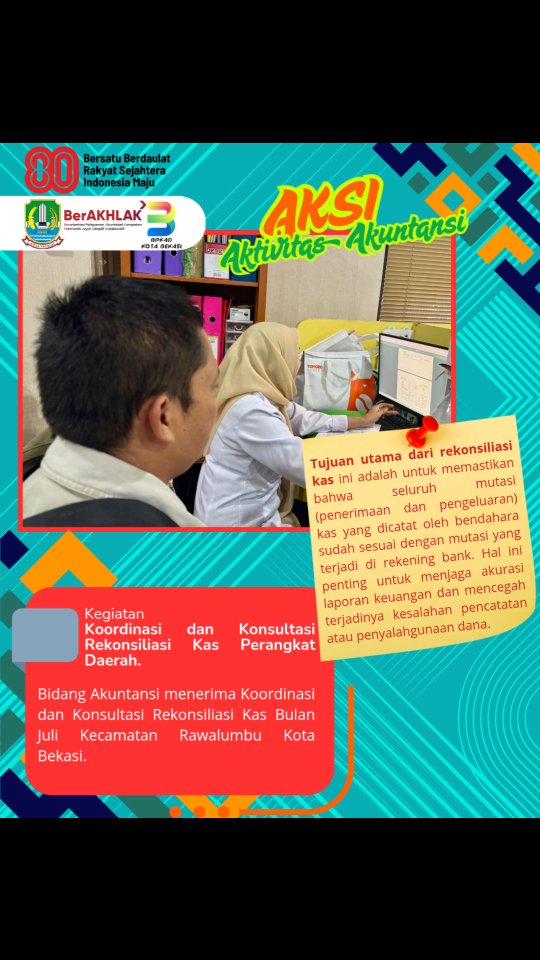 80
Bersatu Berdaulat
Rakyat Sejahtera
Indonesia Maju
BerAKHLAK
BPKAD
KOTA BEKASI
AKSI
Aktivitas Akuntansi
Tujuan utama dari rekonsiliasi
kas ini adalah untuk memastikan
bahwa seluruh mutasi
(penerimaan dan pengeluaran)
kas yang dicatat oleh bendahara
sudah sesuai dengan mutasi yang
terjadi di rekening bank. Hal ini
penting untuk menjaga akurasi
laporan keuangan dan mencegah
terjadinya kesalahan pencatatan
atau penyalahgunaan dana.
Kegiatan
Koordinasi dan Konsultasi
Rekonsiliasi Kas Perangkat
Daerah.
Bidang Akuntansi menerima Koordinasi
dan Konsultasi Rekonsiliasi Kas Bulan
Juli Kecamatan Rawalumbu Kota
Bekasi.